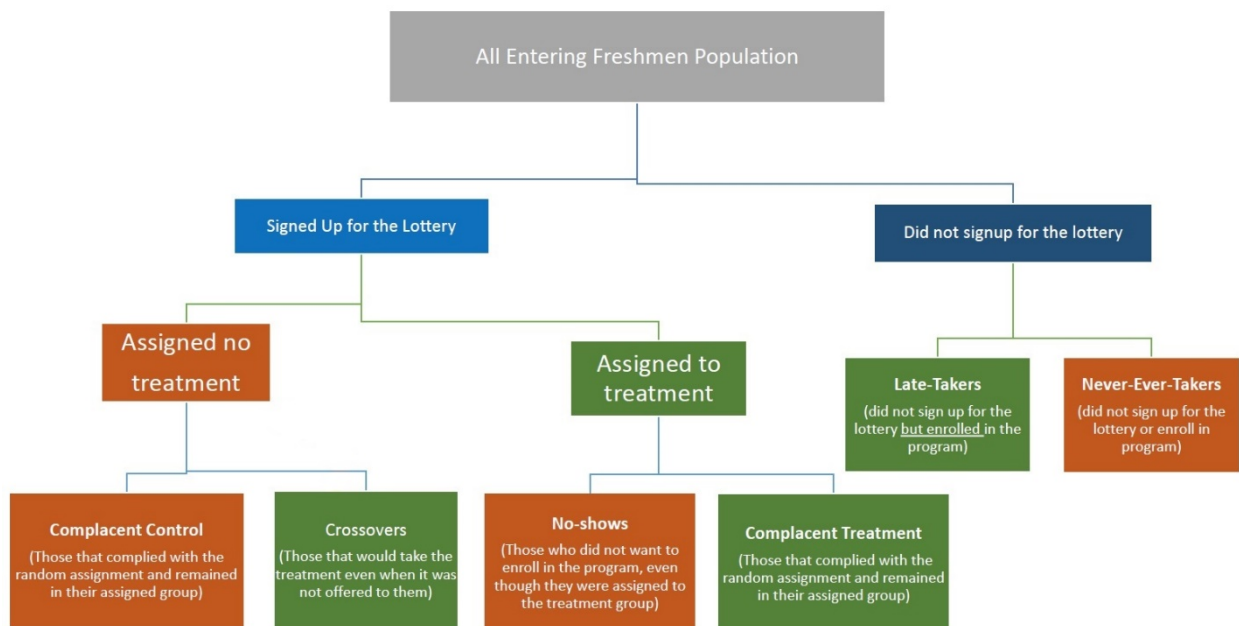 All Entering Freshmen Population
Signed Up for the Lottery
Did not signup for the lottery
Assigned no
treatment
Assigned to
treatment
Late-Takers
(did not sign up for the
lottery but enrolled in the
program)
Never-Ever-Takers
(did not sign up for the
lottery or enroll in
program)
Complacent Control
(Those that complied with the
random assignment and remained
in their assigned group)
Crossovers
(Those that would take the
treatment even when it was
not offered to them)
No-shows
(Those who did not want to
enroll in the program, even
though they were assigned to
the treatment group)
Complacent Treatment
(Those that complied with the
random assignment and remained
in their assigned group)